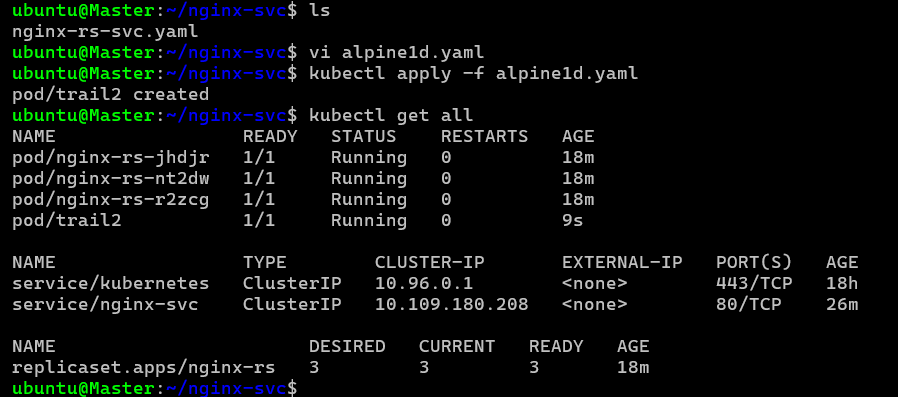 ubuntu@Master:~/nginx-svc$ ls
nginx-rs-svc.yaml
ubuntu@Master:~/nginx-svc$ vi alpine1d.yaml
ubuntu@Master:~/nginx-svc$ kubectl apply -f alpine1d.yaml
pod/trail2 created
ubuntu@Master:~/nginx-svc$ kubectl get all
NAME                 READY   STATUS    RESTARTS   AGE
pod/nginx-rs-jhdjr   1/1     Running   0          18m
pod/nginx-rs-nt2dw   1/1     Running   0          18m
pod/nginx-rs-r2zcg   1/1     Running   0          18m
pod/trail2           1/1     Running   0          9s

NAME                 TYPE        CLUSTER-IP       EXTERNAL-IP   PORT(S)   AGE
service/kubernetes   ClusterIP   10.96.0.1        <none>        443/TCP   18h
service/nginx-svc    ClusterIP   10.109.180.208   <none>        80/TCP    26m

NAME                       DESIRED   CURRENT   READY   AGE
replicaset.apps/nginx-rs   3         3         3       18m
ubuntu@Master:~/nginx-svc$